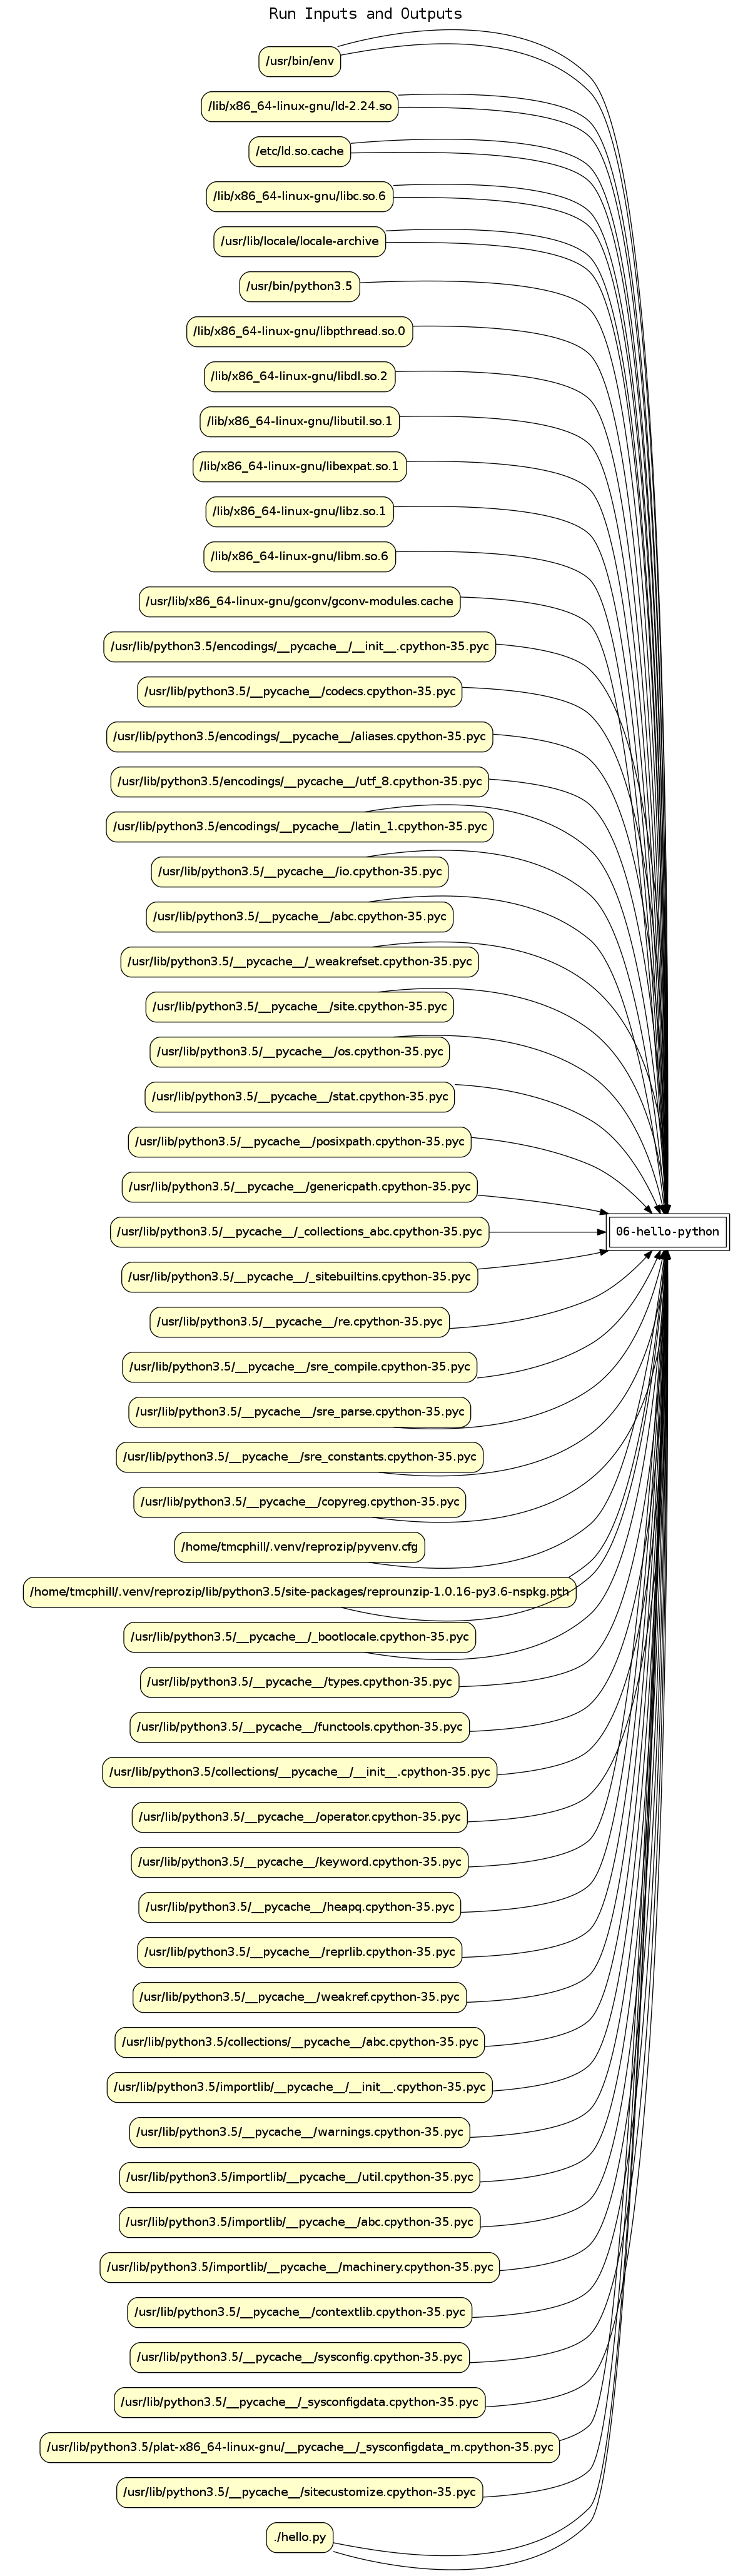 Run Inputs and Outputs
/usr/bin/env
/lib/x86_64-linux-gnu/ld-2.24.so
/etc/ld.so.cache
/lib/x86_64-linux-gnu/libc.so.6
/usr/lib/locale/locale-archive
/usr/bin/python3.5
/lib/x86_64-linux-gnu/libpthread.so.0
/lib/x86_64-linux-gnu/libdl.so.2
/lib/x86_64-linux-gnu/libutil.so.1
/lib/x86_64-linux-gnu/libexpat.so.1
/lib/x86_64-linux-gnu/libz.so.1
/lib/x86_64-linux-gnu/libm.so.6
/usr/lib/x86_64-linux-gnu/gconv/gconv-modules.cache
/usr/lib/python3.5/encodings/__pycache__/__init__.cpython-35.pyc
/usr/lib/python3.5/__pycache__/codecs.cpython-35.pyc
/usr/lib/python3.5/encodings/__pycache__/aliases.cpython-35.pyc
/usr/lib/python3.5/encodings/__pycache__/utf_8.cpython-35.pyc
/usr/lib/python3.5/encodings/__pycache__/latin_1.cpython-35.pyc
/usr/lib/python3.5/__pycache__/io.cpython-35.pyc
/usr/lib/python3.5/__pycache__/abc.cpython-35.pyc
/usr/lib/python3.5/__pycache__/_weakrefset.cpython-35.pyc
/usr/lib/python3.5/__pycache__/site.cpython-35.pyc
/usr/lib/python3.5/__pycache__/os.cpython-35.pyc
/usr/lib/python3.5/__pycache__/stat.cpython-35.pyc
/usr/lib/python3.5/__pycache__/posixpath.cpython-35.pyc
/usr/lib/python3.5/__pycache__/genericpath.cpython-35.pyc
/usr/lib/python3.5/__pycache__/_collections_abc.cpython-35.pyc
06-hello-python
/usr/lib/python3.5/__pycache__/_sitebuiltins.cpython-35.pyc
/usr/lib/python3.5/__pycache__/re.cpython-35.pyc
/usr/lib/python3.5/__pycache__/sre_compile.cpython-35.pyc
/usr/lib/python3.5/__pycache__/sre_parse.cpython-35.pyc
/usr/lib/python3.5/__pycache__/sre_constants.cpython-35.pyc
/usr/lib/python3.5/__pycache__/copyreg.cpython-35.pyc
/home/tmcphill/.venv/reprozip/pyvenv.cfg
/home/tmcphill/.venv/reprozip/lib/python3.5/site-packages/reprounzip-1.0.16-py3.6-nspkg.pth
/usr/lib/python3.5/__pycache__/_bootlocale.cpython-35.pyc
/usr/lib/python3.5/__pycache__/types.cpython-35.pyc
/usr/lib/python3.5/__pycache__/functools.cpython-35.pyc
/usr/lib/python3.5/collections/__pycache__/__init__.cpython-35.pyc
/usr/lib/python3.5/__pycache__/operator.cpython-35.pyc
/usr/lib/python3.5/__pycache__/keyword.cpython-35.pyc
/usr/lib/python3.5/__pycache__/heapq.cpython-35.pyc
/usr/lib/python3.5/__pycache__/reprlib.cpython-35.pyc
/usr/lib/python3.5/__pycache__/weakref.cpython-35.pyc
/usr/lib/python3.5/collections/__pycache__/abc.cpython-35.pyc
/usr/lib/python3.5/importlib/__pycache__/__init__.cpython-35.pyc
/usr/lib/python3.5/__pycache__/warnings.cpython-35.pyc
/usr/lib/python3.5/importlib/__pycache__/util.cpython-35.pyc
/usr/lib/python3.5/importlib/__pycache__/abc.cpython-35.pyc
/usr/lib/python3.5/importlib/__pycache__/machinery.cpython-35.pyc
/usr/lib/python3.5/__pycache__/contextlib.cpython-35.pyc
/usr/lib/python3.5/__pycache__/sysconfig.cpython-35.pyc
/usr/lib/python3.5/__pycache__/_sysconfigdata.cpython-35.pyc
/usr/lib/python3.5/plat-x86_64-linux-gnu/__pycache__/_sysconfigdata_m.cpython-35.pyc
/usr/lib/python3.5/__pycache__/sitecustomize.cpython-35.pyc
./hello.py